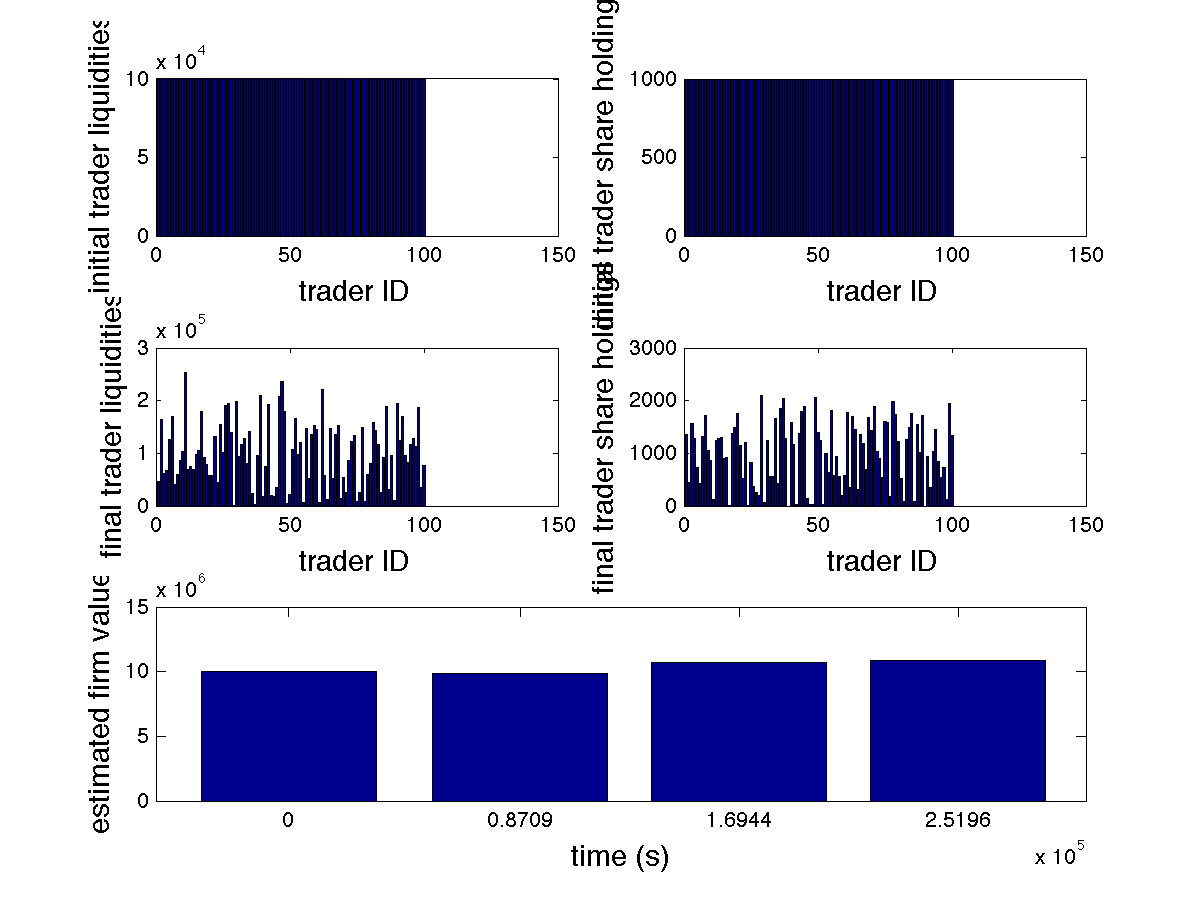 initial trader liquidities
x 10^4
10
5
0
0 50 100 150
trader ID
trader share holding
1000
500
0
0 50 100 150
trader ID
final trader liquidities
x 10^5
3
2
1
0
0 50 100 150
trader ID
final trader share holdings
3000
2000
1000
0
0 50 100 150
trader ID
estimated firm value
x 10^6
15
10
5
0
0 0.8709 1.6944 2.5196
time (s)
x 10^5